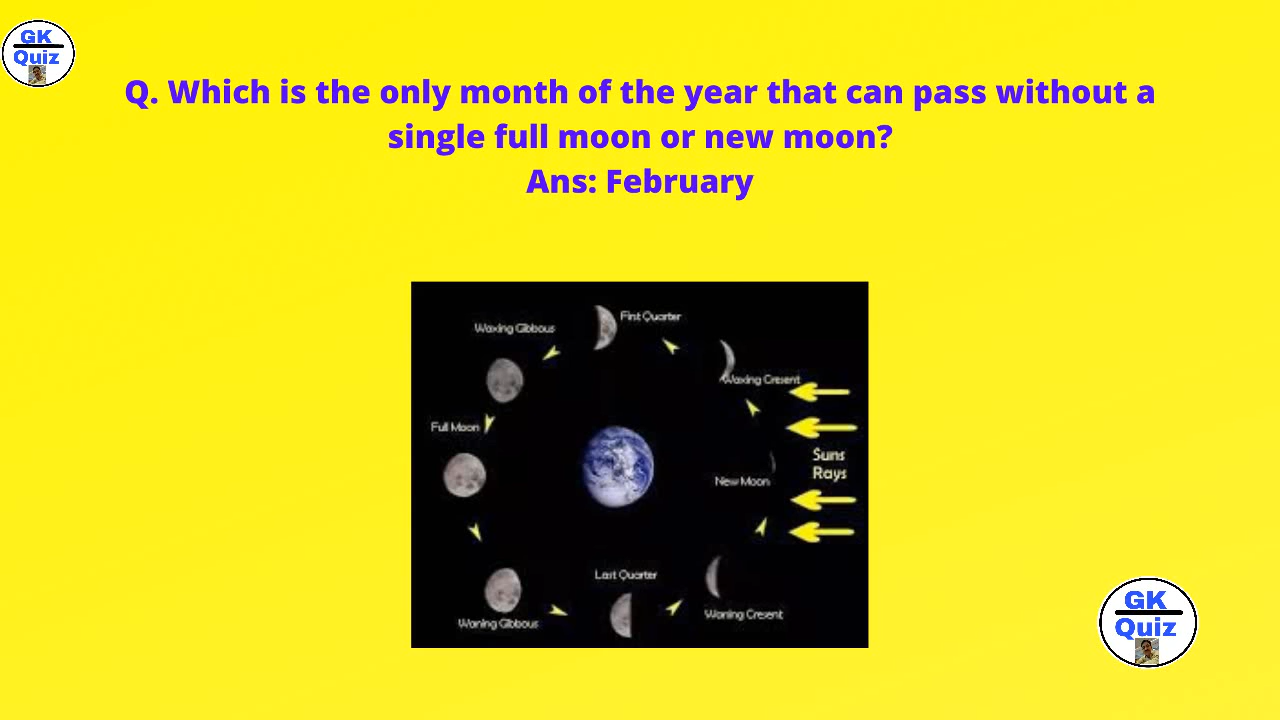 GK
Quiz
Q. Which is the only month of the year that can pass without a
single full moon or new moon?
Ans: February
First Quarter
Waxing Gibbous
Waxing Cresent
Full Moon
Suns
Rays
New Moon
Last Quarter
Waning Gibbous
Waning Cresent
GK
Quiz